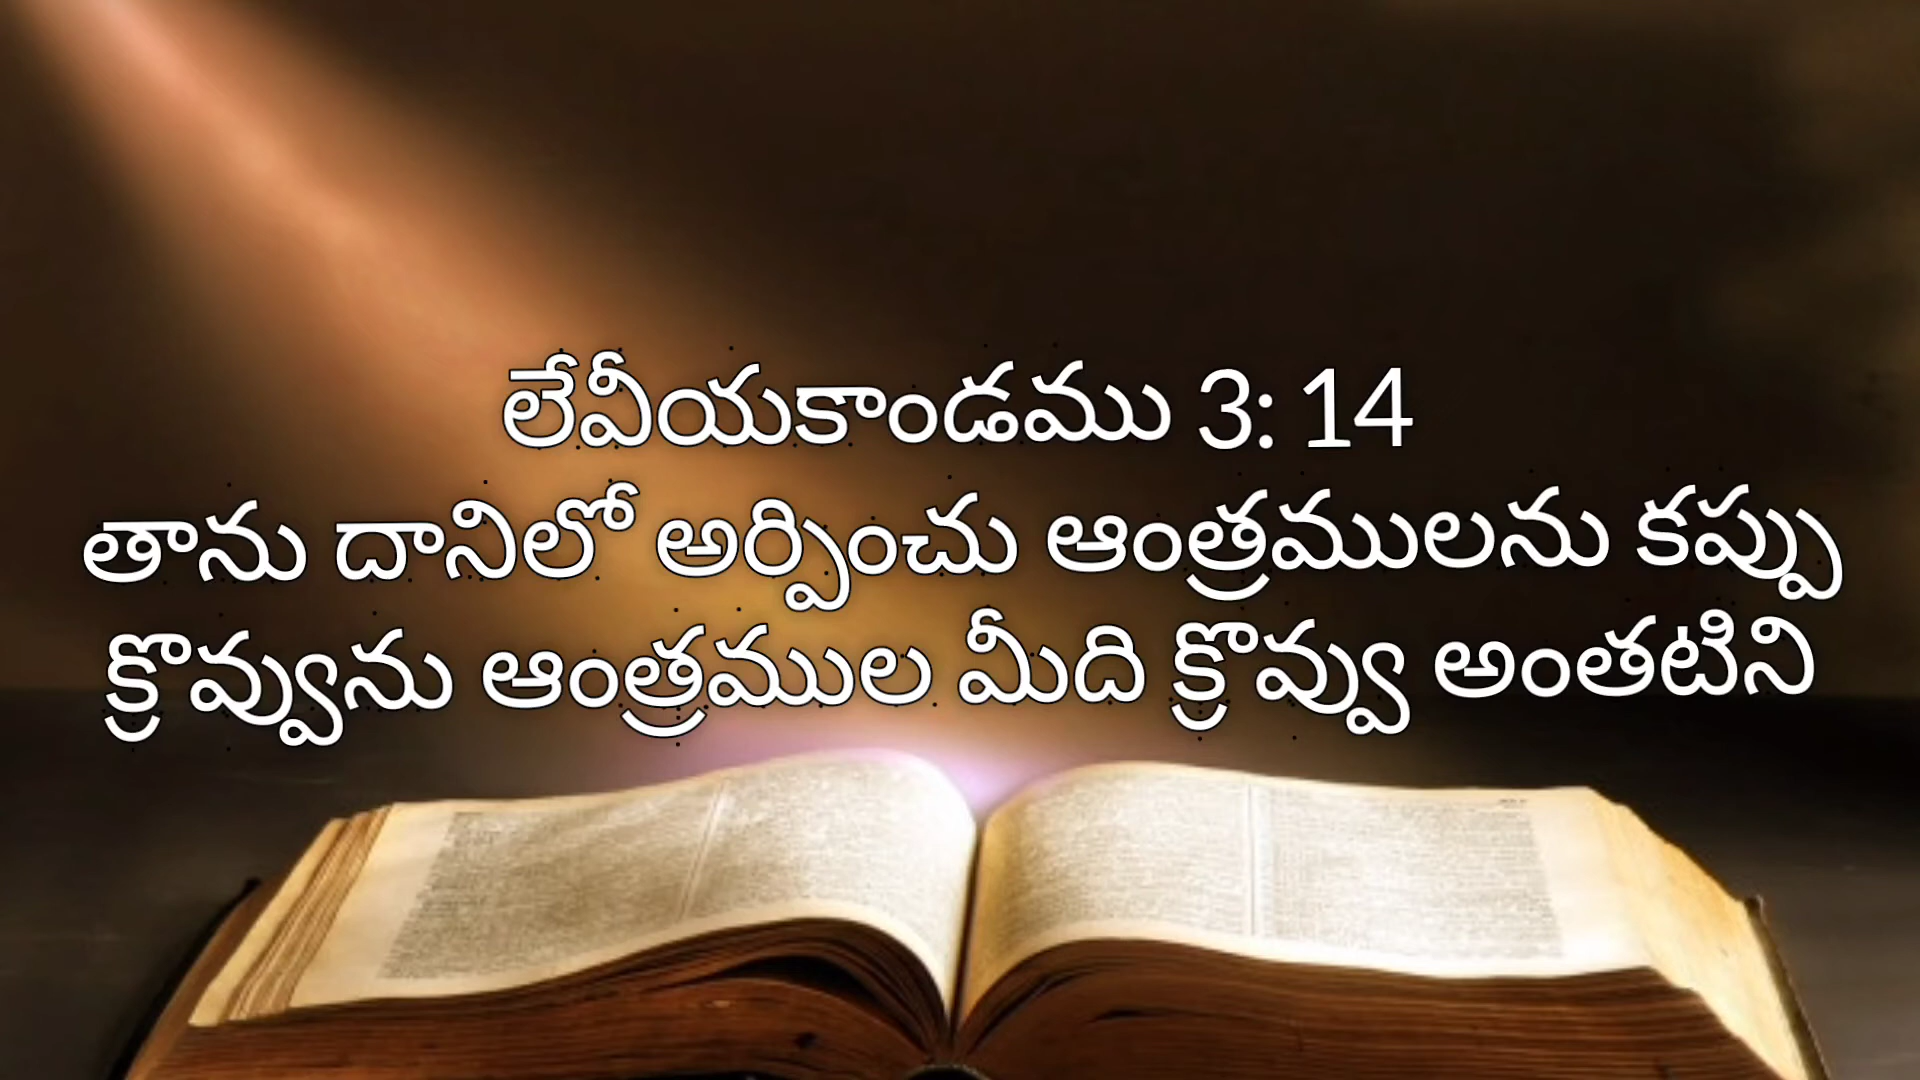 లేవీయకాండము 3: 14
తాను దానిలో అర్పించు ఆంత్రములను కప్పు
క్రొవ్వును ఆంత్రముల మీది క్రొవ్వు అంతటిని